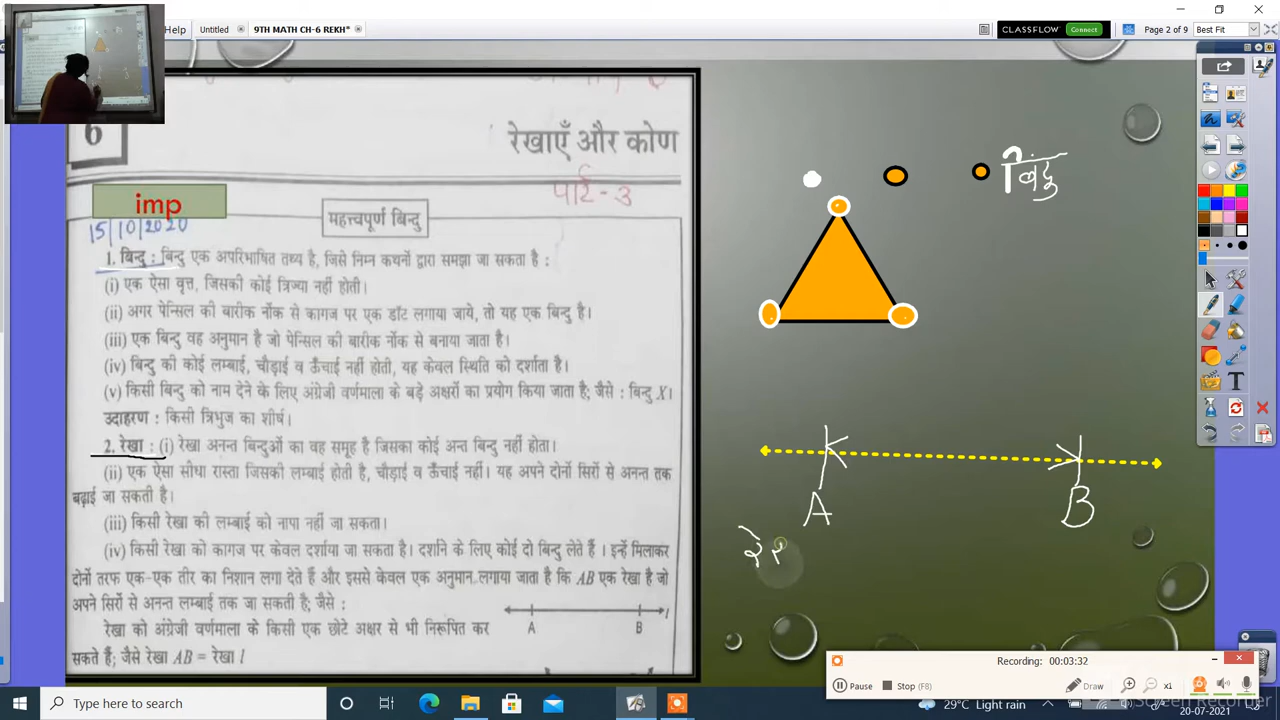 Help
Untitled
9TH MATH CH-6 REKH*
CLASSFLOW Connect
Page 2 of 9
Best Fit
6
रेखाएँ और कोण
पार्ट - 3
imp
15/10/2020
महत्त्वपूर्ण बिन्दु
1. बिन्दु : बिन्दु एक अपरिभाषित तथ्य है, जिसे निम्न कथनों द्वारा समझा जा सकता है :
(i) एक ऐसा वृत्त, जिसकी कोई त्रिज्या नहीं होती।
(ii) अगर पेन्सिल की बारीक नोंक से कागज पर एक डॉट लगाया जाये, तो यह एक बिन्दु है।
(iii) एक बिन्दु वह अनुमान है जो पेन्सिल की बारीक नोंक से बनाया जाता है।
(iv) बिन्दु की कोई लम्बाई, चौड़ाई व ऊँचाई नहीं होती, यह केवल स्थिति को दर्शाता है।
(v) किसी बिन्दु को नाम देने के लिए अंग्रेजी वर्णमाला के बड़े अक्षरों का प्रयोग किया जाता है; जैसे : बिन्दु X।
उदाहरण : किसी त्रिभुज का शीर्ष।
2. रेखा : (i) रेखा अनन्त बिन्दुओं का वह समूह है जिसका कोई अन्त बिन्दु नहीं होता।
(ii) एक ऐसा सीधा रास्ता जिसकी लम्बाई होती है, चौड़ाई व ऊँचाई नहीं। यह अपने दोनों सिरों से अनन्त तक
बढ़ाई जा सकती है।
(iii) किसी रेखा की लम्बाई को नापा नहीं जा सकता।
(iv) किसी रेखा को कागज पर केवल दर्शाया जा सकता है। दर्शाने के लिए कोई दो बिन्दु लेते हैं। इन्हें मिलाकर
दोनों तरफ एक-एक तीर का निशान लगा देते हैं और इससे केवल एक अनुमान लगाया जाता है कि AB एक रेखा है जो
अपने सिरों से अनन्त लम्बाई तक जा सकती है; जैसे :
A B l
रेखा को अंग्रेजी वर्णमाला के किसी एक छोटे अक्षर से भी निरूपित कर
सकते हैं; जैसे रेखा AB = रेखा l
बिंदु
A B
Recording: 00:03:32
Pause Stop (F8) Draw x1
Screen Recorder
Type here to search
29°C Light rain
20-07-2021